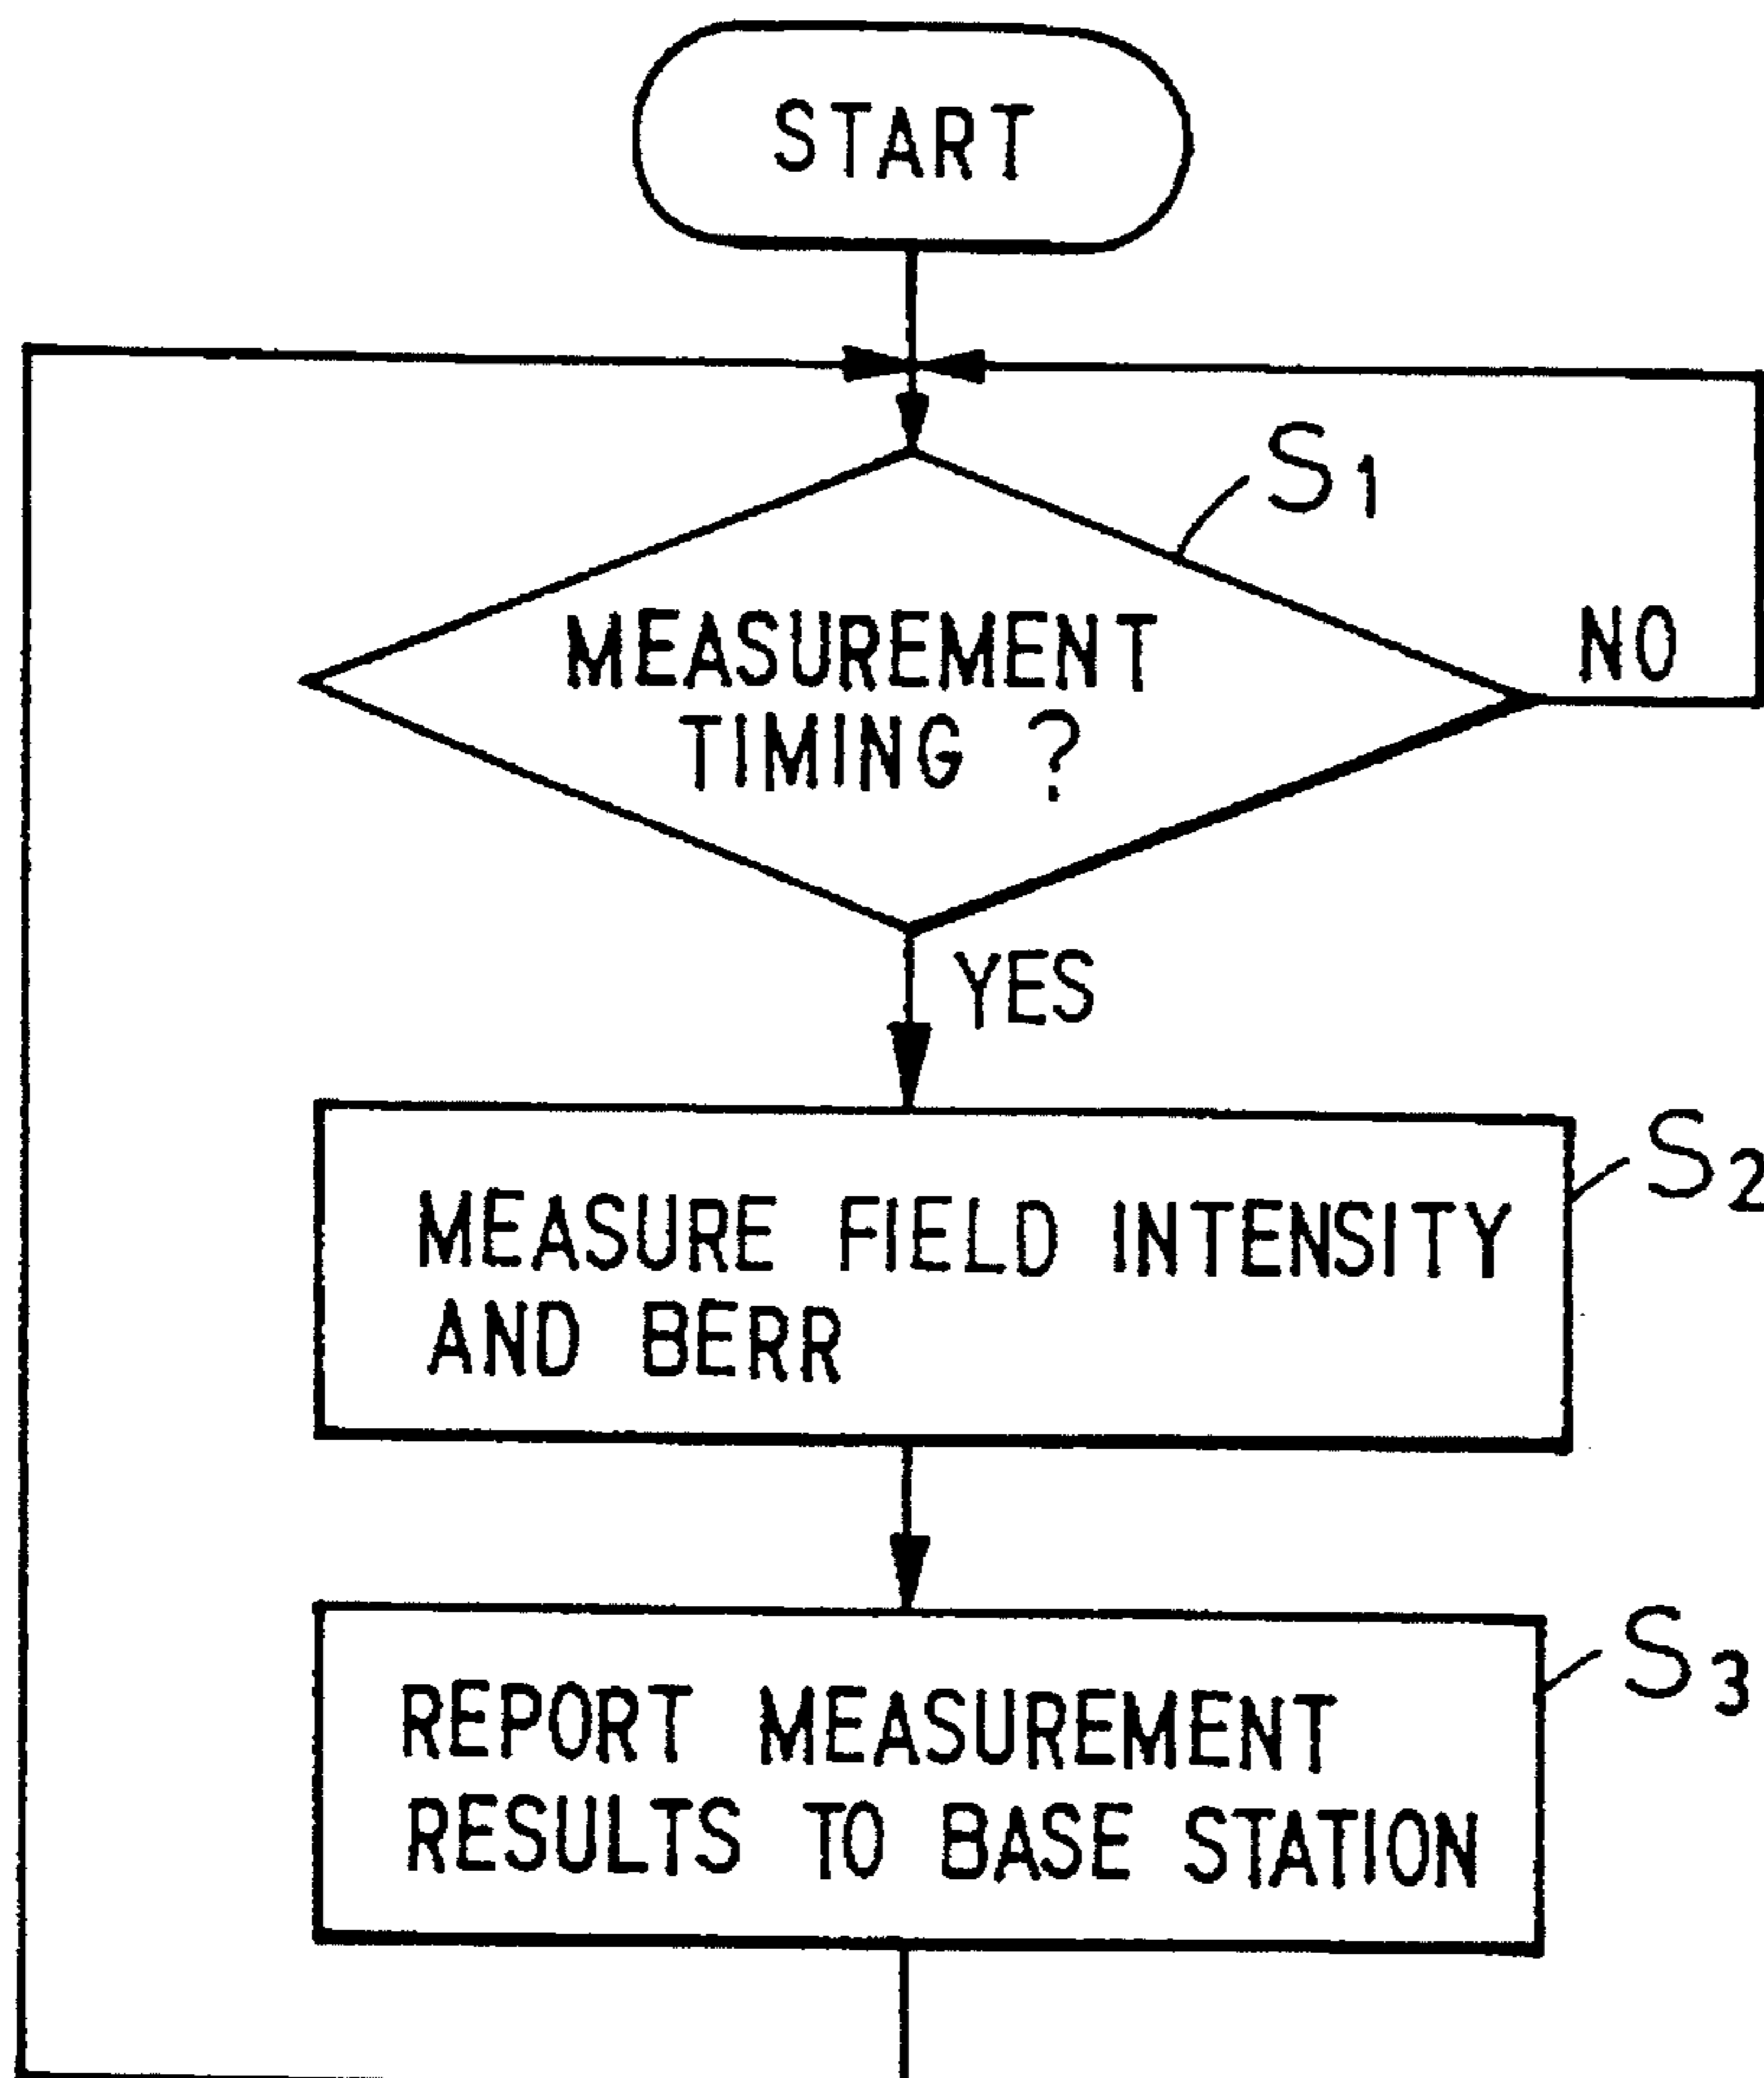 START
S1
MEASUREMENT
TIMING ?
NO
YES
S2
MEASURE FIELD INTENSITY
AND BERR
S3
REPORT MEASUREMENT
RESULTS TO BASE STATION